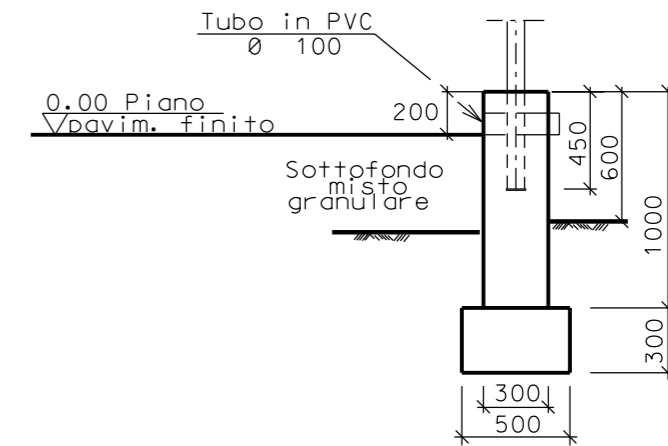 Tubo in PVC
Ø 100
0.00 Piano
pavim. finito
200
Sottofondo
misto
granulare
450
600
1000
300
300
500